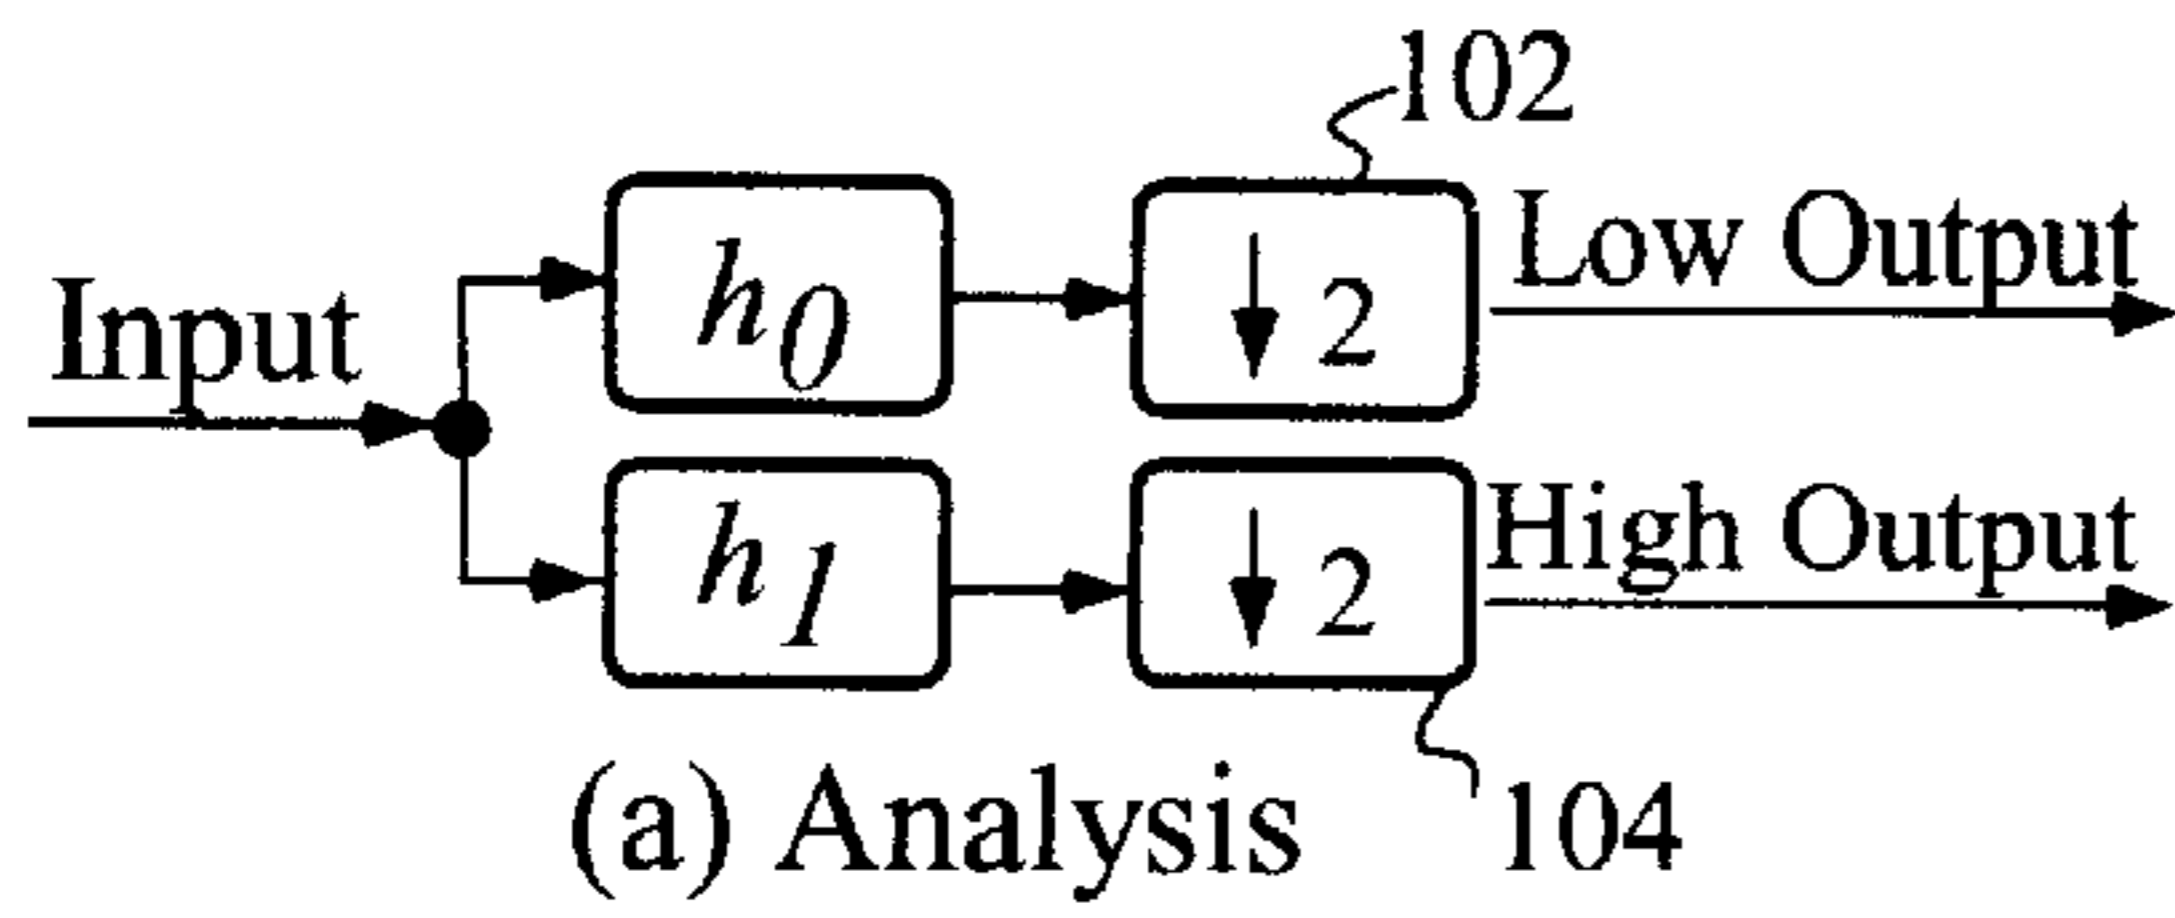 102
Input
h0
↓ 2
Low Output
h1
↓ 2
High Output
(a) Analysis
104